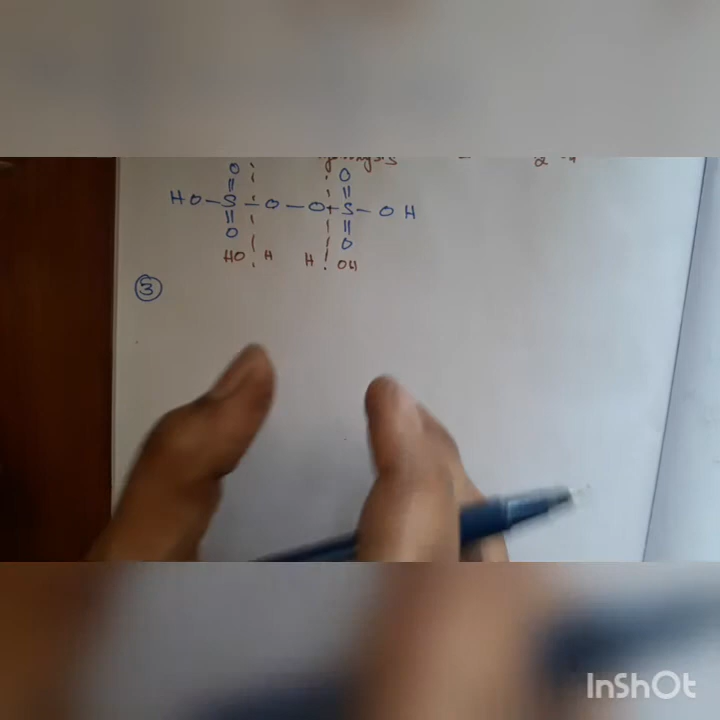 O O
HO-S-O-O-S-OH
O O
HO H H OH
③
InShOt